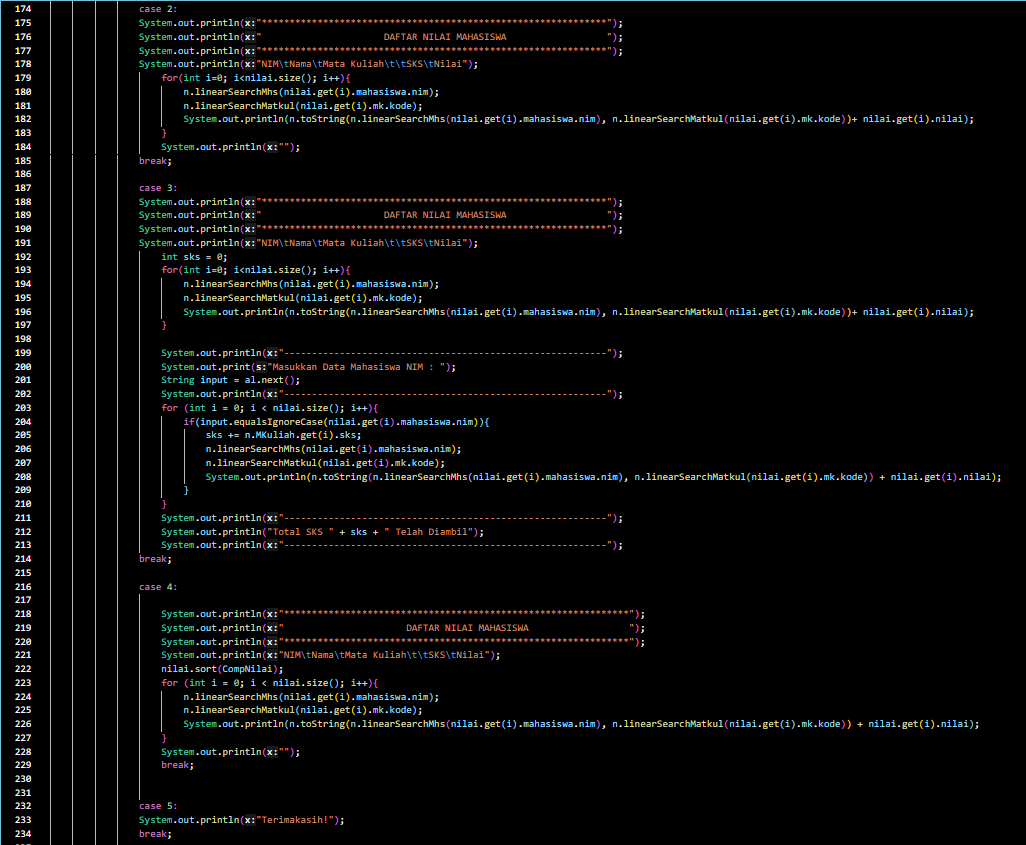 174 case 2:
175 System.out.println(x:"**************************************************************");
176 System.out.println(x:"                      DAFTAR NILAI MAHASISWA                  ");
177 System.out.println(x:"**************************************************************");
178 System.out.println(x:"NIM\tNama\tMata Kuliah\t\tSKS\tNilai");
179 for(int i=0; i<nilai.size(); i++){
180 n.linearSearchMhs(nilai.get(i).mahasiswa.nim);
181 n.linearSearchMatkul(nilai.get(i).mk.kode);
182 System.out.println(n.toString(n.linearSearchMhs(nilai.get(i).mahasiswa.nim), n.linearSearchMatkul(nilai.get(i).mk.kode))+ nilai.get(i).nilai);
183 }
184 System.out.println(x:"");
185 break;
186
187 case 3:
188 System.out.println(x:"**************************************************************");
189 System.out.println(x:"                      DAFTAR NILAI MAHASISWA                  ");
190 System.out.println(x:"**************************************************************");
191 System.out.println(x:"NIM\tNama\tMata Kuliah\t\tSKS\tNilai");
192 int sks = 0;
193 for(int i=0; i<nilai.size(); i++){
194 n.linearSearchMhs(nilai.get(i).mahasiswa.nim);
195 n.linearSearchMatkul(nilai.get(i).mk.kode);
196 System.out.println(n.toString(n.linearSearchMhs(nilai.get(i).mahasiswa.nim), n.linearSearchMatkul(nilai.get(i).mk.kode))+ nilai.get(i).nilai);
197 }
198
199 System.out.println(x:"----------------------------------------------------------");
200 System.out.print(s:"Masukkan Data Mahasiswa NIM : ");
201 String input = al.next();
202 System.out.println(x:"----------------------------------------------------------");
203 for (int i = 0; i < nilai.size(); i++){
204 if(input.equalsIgnoreCase(nilai.get(i).mahasiswa.nim)){
205 sks += n.MKuliah.get(i).sks;
206 n.linearSearchMhs(nilai.get(i).mahasiswa.nim);
207 n.linearSearchMatkul(nilai.get(i).mk.kode);
208 System.out.println(n.toString(n.linearSearchMhs(nilai.get(i).mahasiswa.nim), n.linearSearchMatkul(nilai.get(i).mk.kode)) + nilai.get(i).nilai);
209 }
210 }
211 System.out.println(x:"----------------------------------------------------------");
212 System.out.println("Total SKS " + sks + " Telah Diambil");
213 System.out.println(x:"----------------------------------------------------------");
214 break;
215
216 case 4:
217
218 System.out.println(x:"**************************************************************");
219 System.out.println(x:"                      DAFTAR NILAI MAHASISWA                  ");
220 System.out.println(x:"**************************************************************");
221 System.out.println(x:"NIM\tNama\tMata Kuliah\t\tSKS\tNilai");
222 nilai.sort(CompNilai);
223 for (int i = 0; i < nilai.size(); i++){
224 n.linearSearchMhs(nilai.get(i).mahasiswa.nim);
225 n.linearSearchMatkul(nilai.get(i).mk.kode);
226 System.out.println(n.toString(n.linearSearchMhs(nilai.get(i).mahasiswa.nim), n.linearSearchMatkul(nilai.get(i).mk.kode)) + nilai.get(i).nilai);
227 }
228 System.out.println(x:"");
229 break;
230
231
232 case 5:
233 System.out.println(x:"Terimakasih!");
234 break;